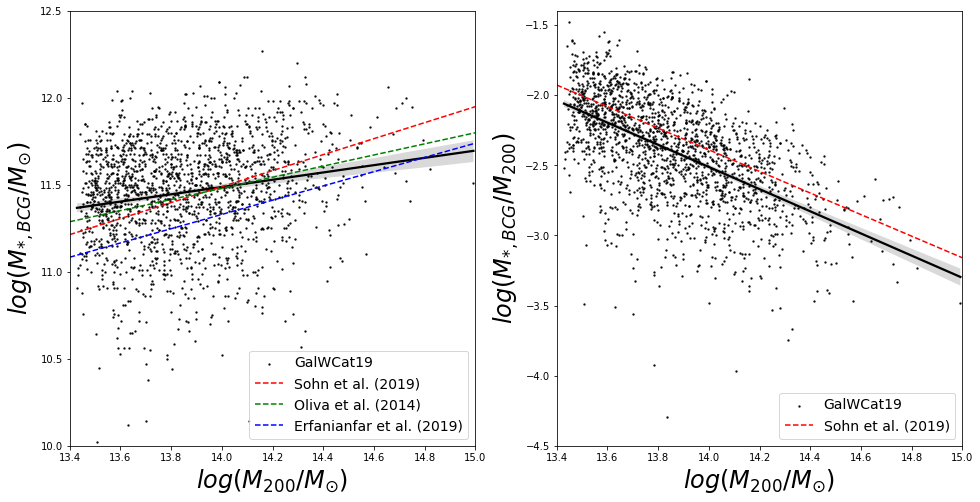 12.5
12.0
11.5
11.0
10.5
10.0
log(M*,BCG/M⊙)
13.4 13.6 13.8 14.0 14.2 14.4 14.6 14.8 15.0
log(M200/M⊙)
GalWCat19
Sohn et al. (2019)
Oliva et al. (2014)
Erfanianfar et al. (2019)
−2.0
−2.5
−3.0
−3.5
−4.0
−4.5
log(M*,BCG/M200)
13.4 13.6 13.8 14.0 14.2 14.4 14.6 14.8 15.0
log(M200/M⊙)
GalWCat19
Sohn et al. (2019)